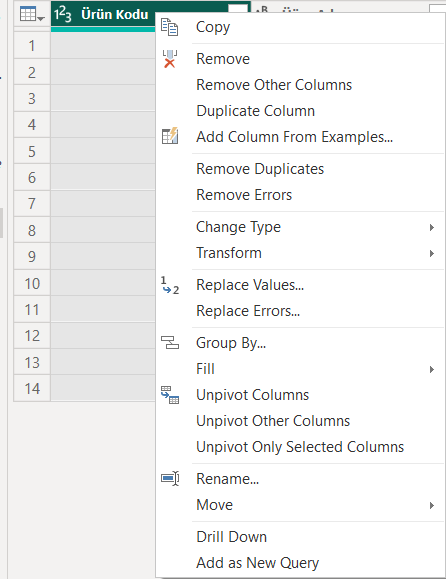 1²3 Ürün Kodu
Copy
Remove
Remove Other Columns
Duplicate Column
Add Column From Examples...
Remove Duplicates
Remove Errors
Change Type
Transform
1 2 Replace Values...
Replace Errors...
Group By...
Fill
Unpivot Columns
Unpivot Other Columns
Unpivot Only Selected Columns
Rename...
Move
Drill Down
Add as New Query
1
2
3
4
5
6
7
8
9
10
11
12
13
14